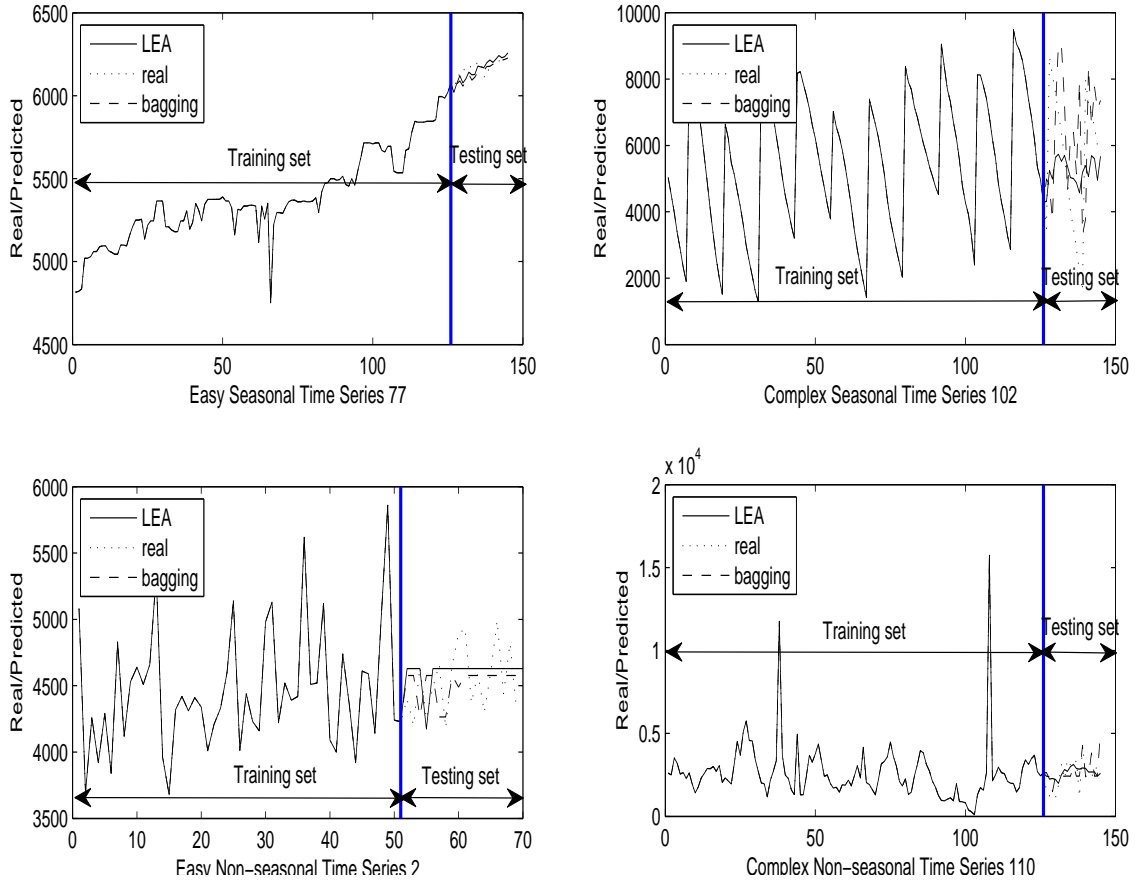 6500
6000
5500
5000
4500
0
50
100
150
LEA
real
bagging
Training set
Testing set
Real/Predicted
Easy Seasonal Time Series 77
10000
8000
6000
4000
2000
0
0
50
100
150
LEA
real
bagging
Training set
Testing set
Real/Predicted
Complex Seasonal Time Series 102
6000
5500
5000
4500
4000
3500
0
10
20
30
40
50
60
70
LEA
real
bagging
Training set
Testing set
Real/Predicted
Easy Non−seasonal Time Series 2
x 10⁴
2
1.5
1
0.5
0
0
50
100
150
LEA
real
bagging
Training set
Testing set
Real/Predicted
Complex Non−seasonal Time Series 110